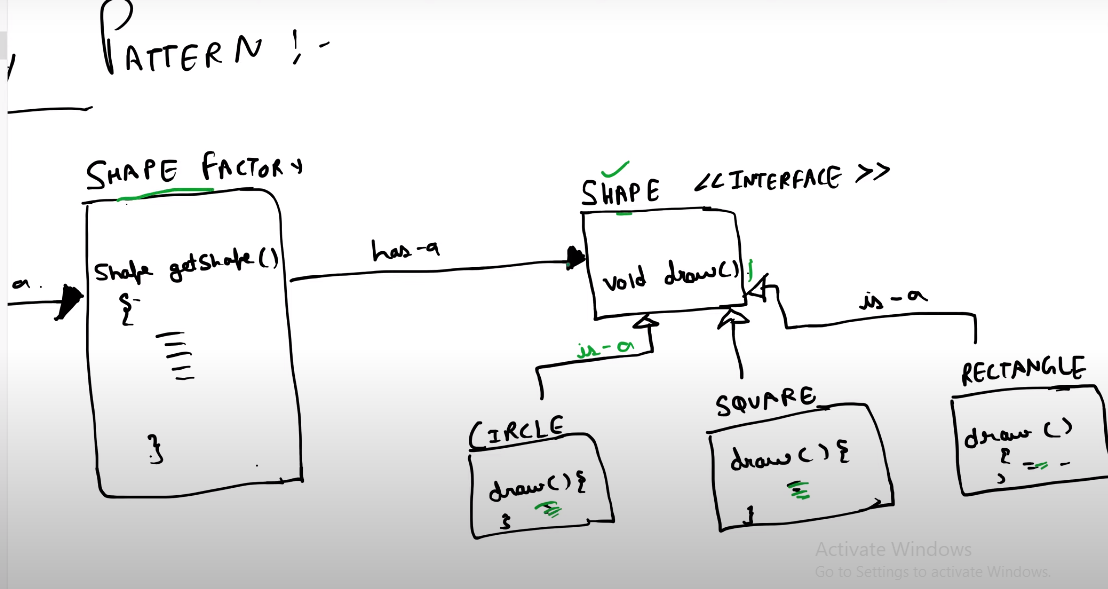 PATTERN :-
SHAPE FACTORY
Shape getShape()
{
}
a
has-a
SHAPE <<INTERFACE>>
void draw()
is-a
is-a
CIRCLE
draw(){
}
SQUARE
draw(){
}
RECTANGLE
draw()
{
}
Activate Windows
Go to Settings to activate Windows.